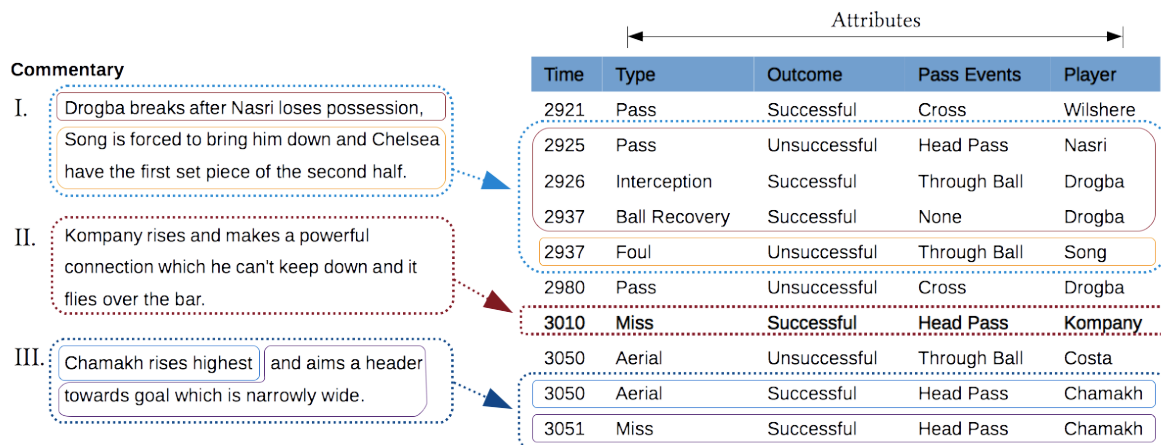 Attributes
Commentary
I.
Drogba breaks after Nasri loses possession,
Song is forced to bring him down and Chelsea
have the first set piece of the second half.
II.
Kompany rises and makes a powerful
connection which he can't keep down and it
flies over the bar.
III.
Chamakh rises highest and aims a header
towards goal which is narrowly wide.
Time Type Outcome Pass Events Player
2921 Pass Successful Cross Wilshere
2925 Pass Unsuccessful Head Pass Nasri
2926 Interception Successful Through Ball Drogba
2937 Ball Recovery Successful None Drogba
2937 Foul Unsuccessful Through Ball Song
2980 Pass Unsuccessful Cross Drogba
3010 Miss Successful Head Pass Kompany
3050 Aerial Unsuccessful Through Ball Costa
3050 Aerial Successful Head Pass Chamakh
3051 Miss Successful Head Pass Chamakh